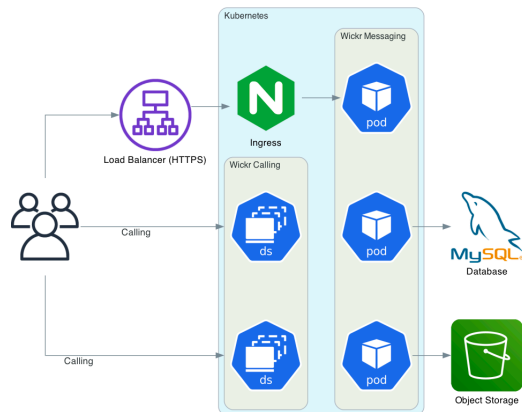 Kubernetes
Wickr Messaging
pod
Load Balancer (HTTPS)
Ingress
Wickr Calling
Calling
ds
pod
MySQL
Database
Calling
ds
pod
Object Storage